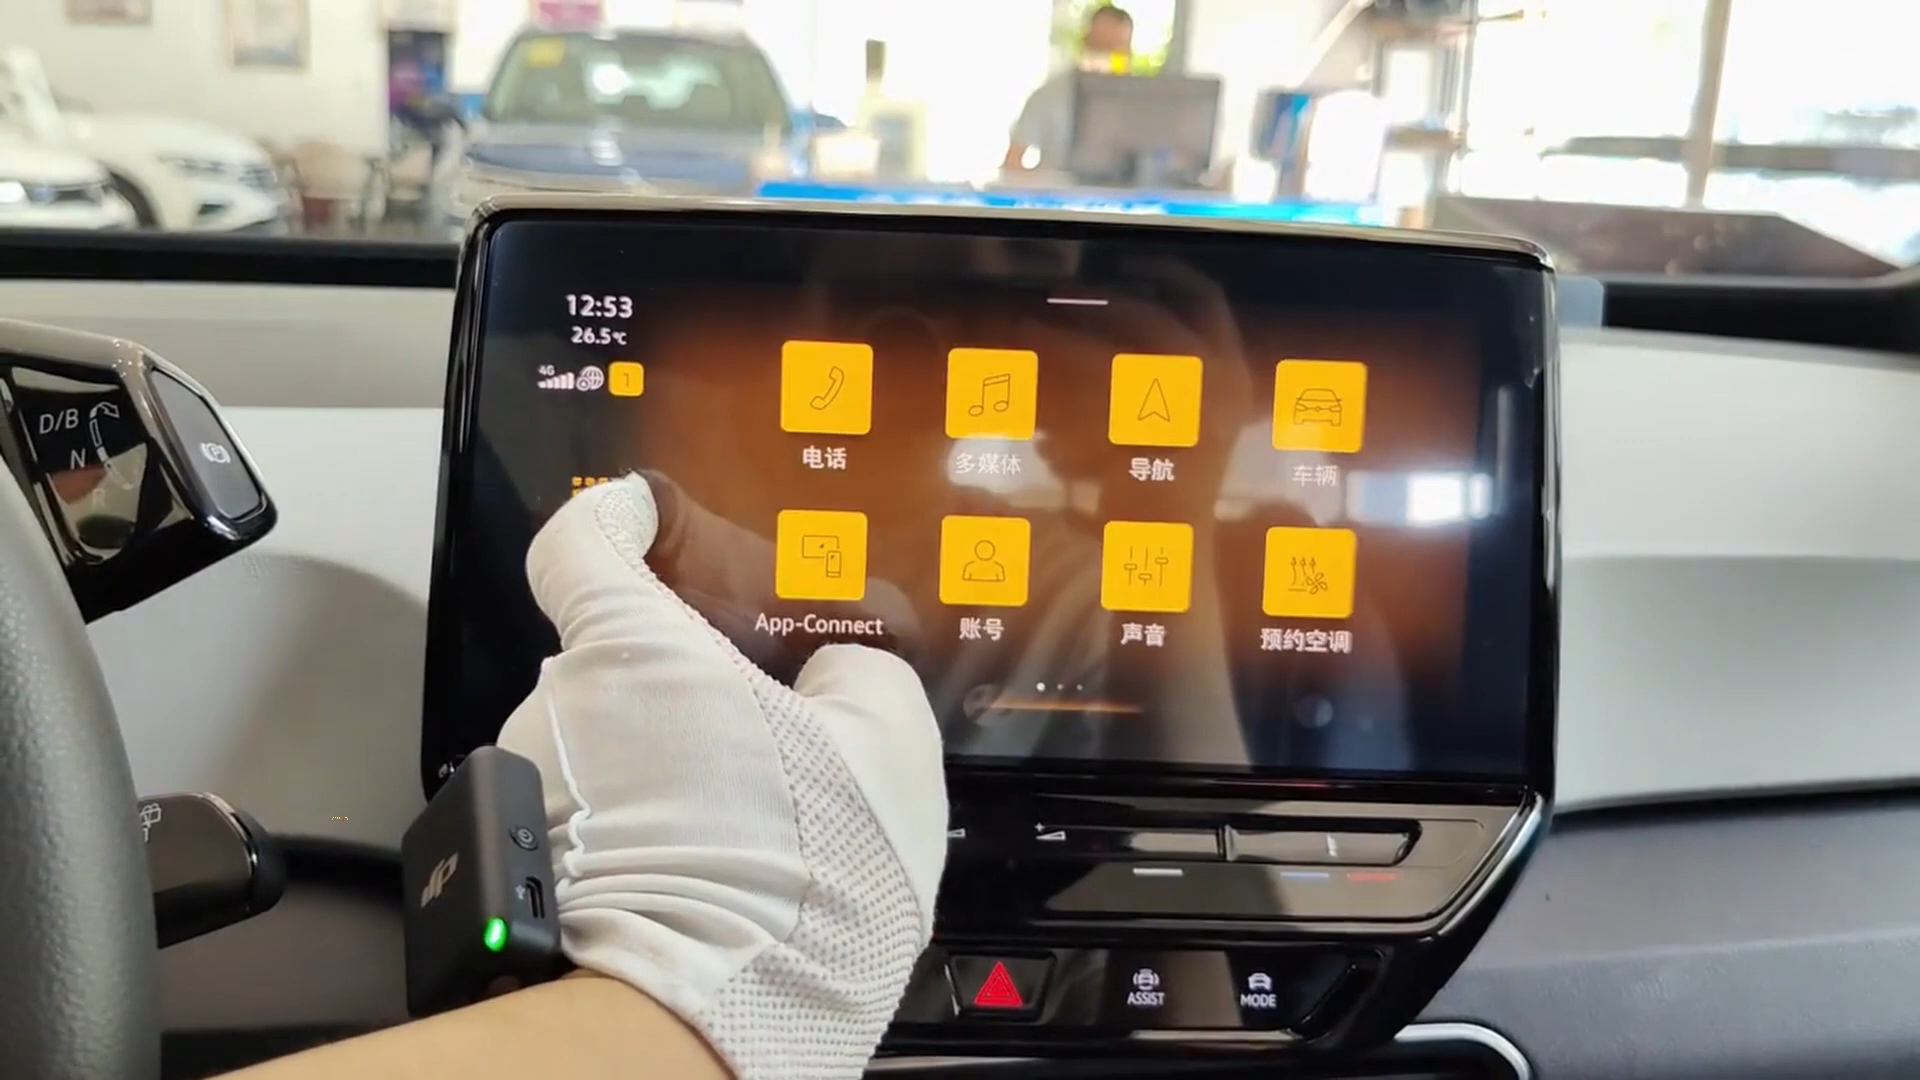 12:53
26.5℃
4G
1
电话
多媒体
导航
车辆
App-Connect
账号
声音
预约空调
D/B
N
R
dji
ASSIST
MODE